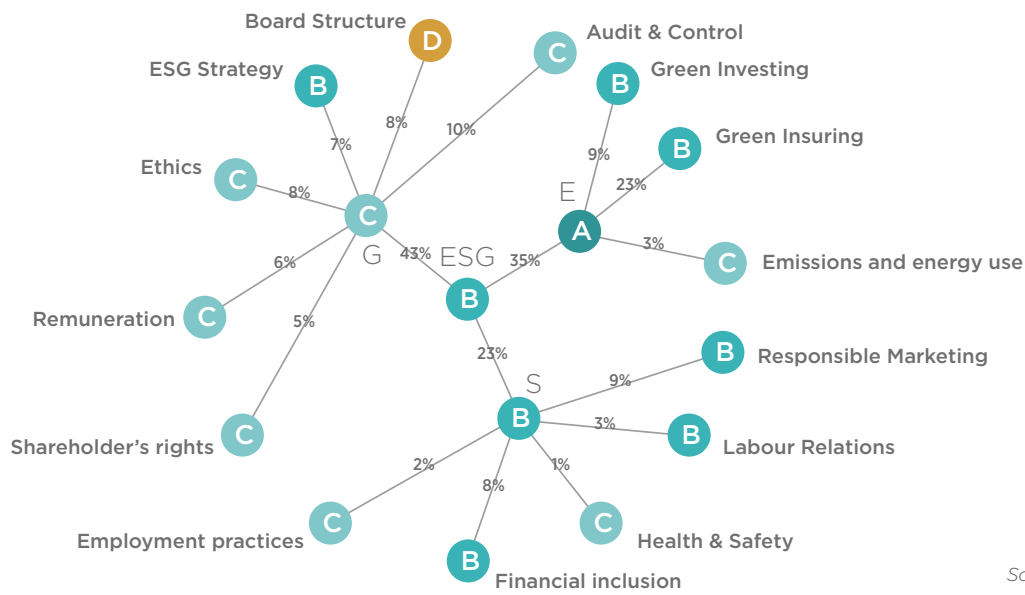 Board Structure
D
Audit & Control
C
ESG Strategy
B
Green Investing
B
8%
10%
7%
Green Insuring
B
9%
Ethics
C
8%
23%
E
C
G
A
43%
ESG
35%
3%
C
Emissions and energy use
6%
B
Remuneration
C
5%
23%
Responsible Marketing
B
S
9%
B
3%
Shareholder’s rights
C
B
Labour Relations
2%
1%
8%
Employment practices
C
C
Health & Safety
B
Financial inclusion